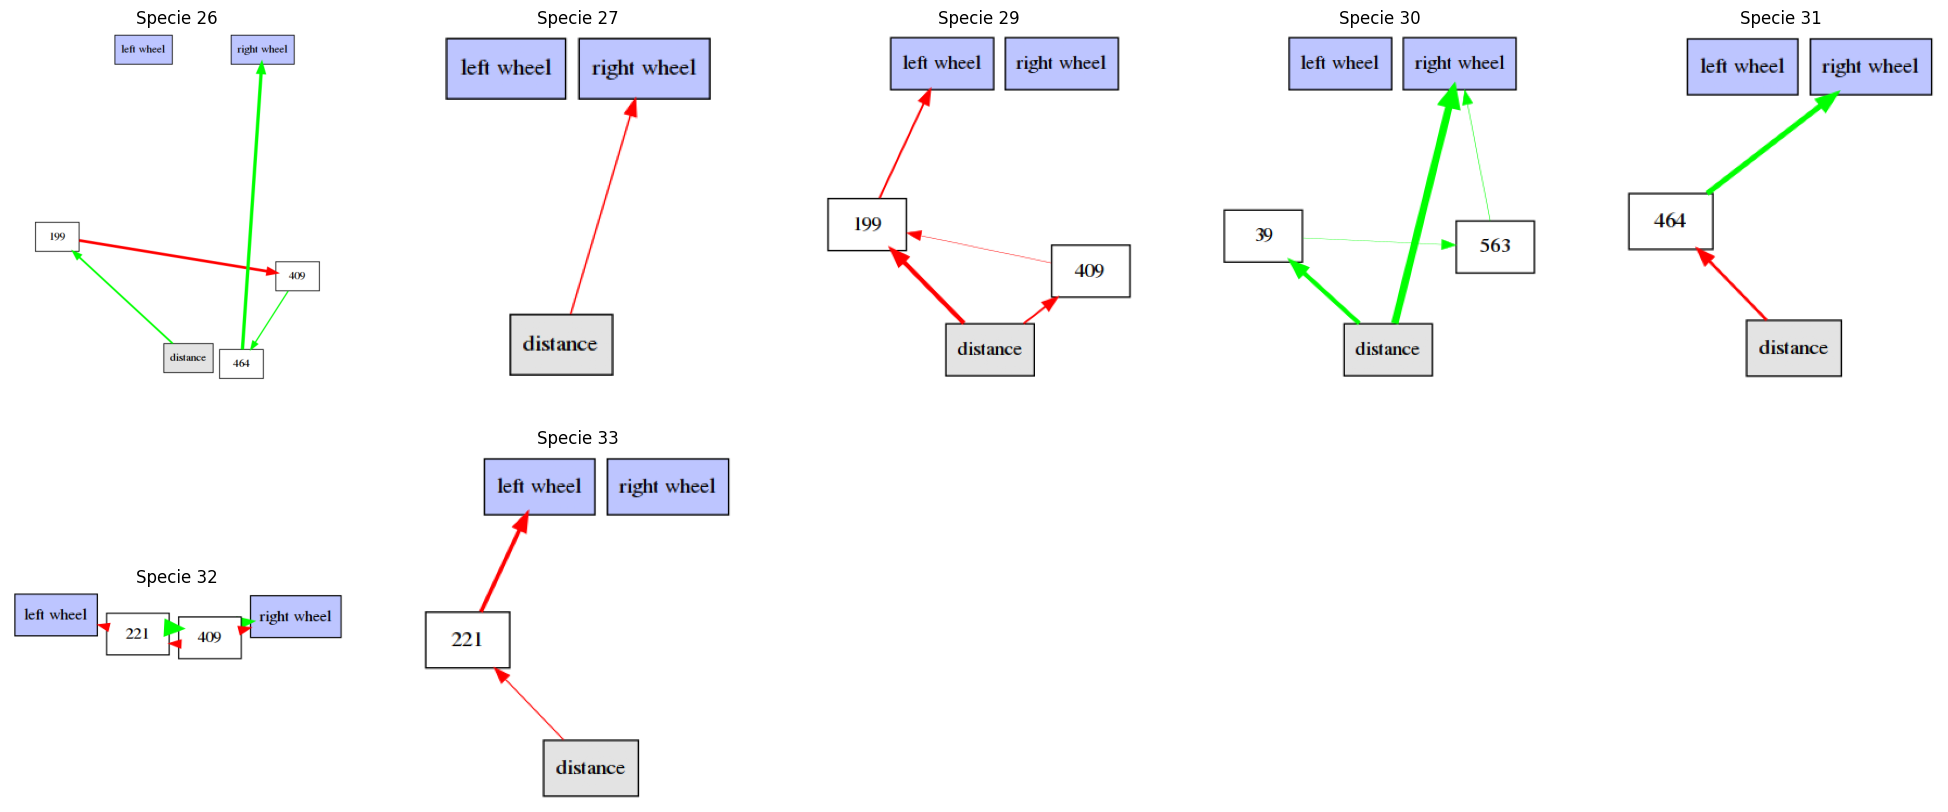 Specie 26
left wheel
right wheel
199
409
distance
464
Specie 27
left wheel
right wheel
distance
Specie 29
left wheel
right wheel
199
409
distance
Specie 30
left wheel
right wheel
39
563
distance
Specie 31
left wheel
right wheel
464
distance
Specie 32
left wheel
221
409
right wheel
Specie 33
left wheel
right wheel
221
distance